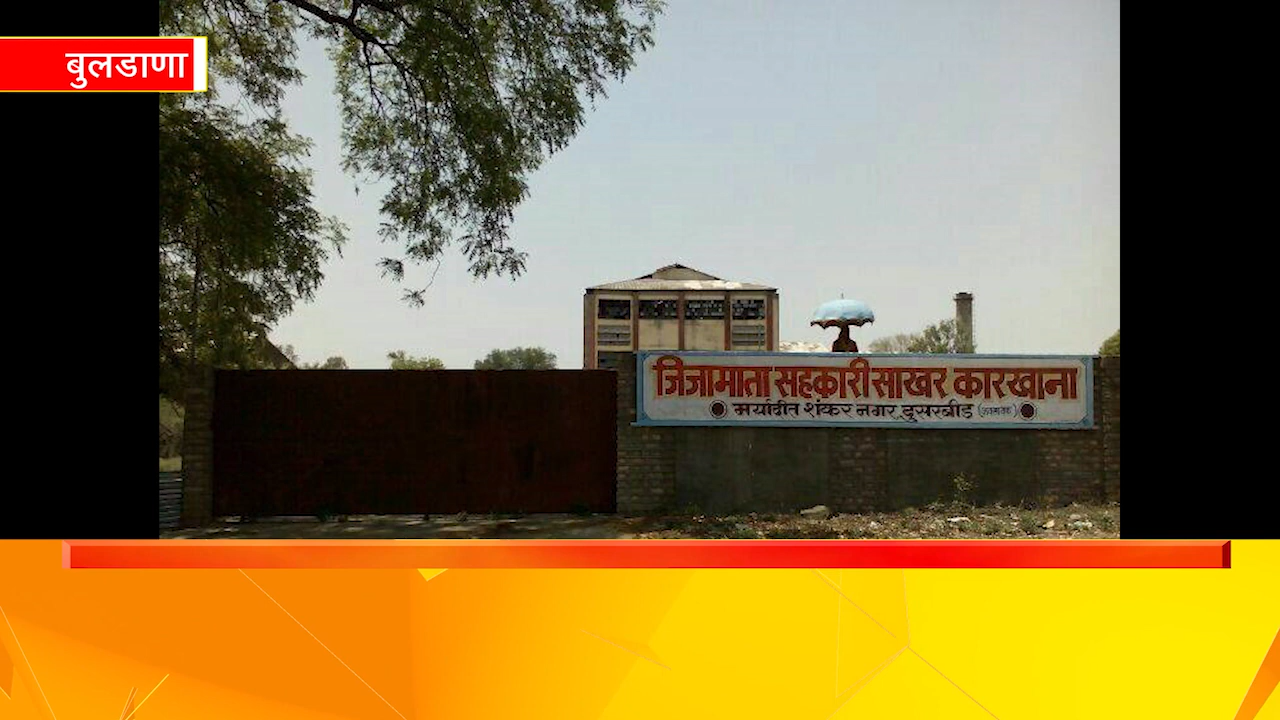 बुलडाणा
जिजामाता सहकारी साखर कारखाना
मर्यादीत शंकर नगर दुसरबीड